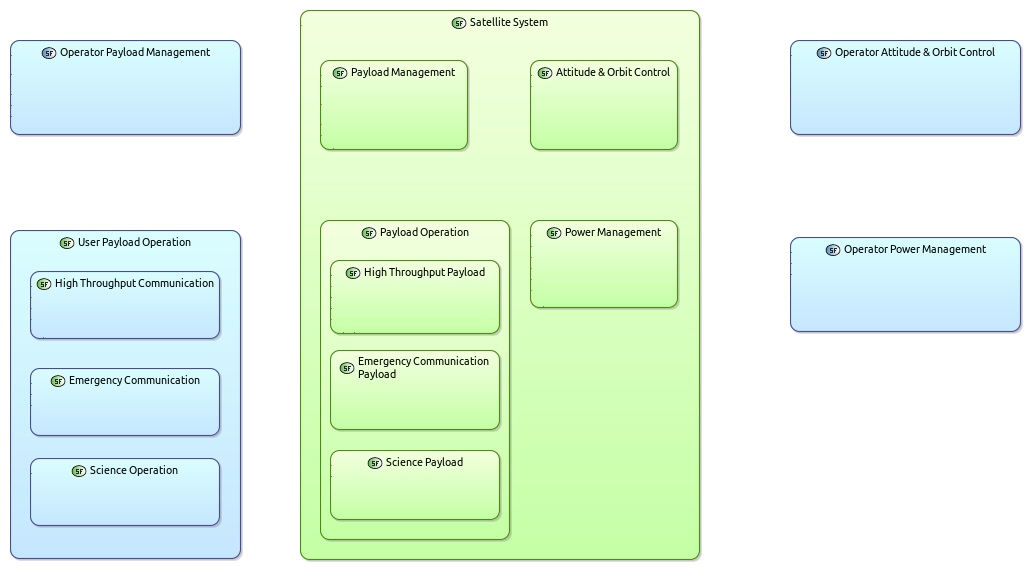 SF Satellite System
SF Operator Payload Management
SF Operator Attitude & Orbit Control
SF Payload Management
SF Attitude & Orbit Control
SF User Payload Operation
SF Payload Operation
SF Power Management
SF Operator Power Management
SF High Throughput Communication
SF High Throughput Payload
SF Emergency Communication
SF Emergency Communication
Payload
SF Science Operation
SF Science Payload